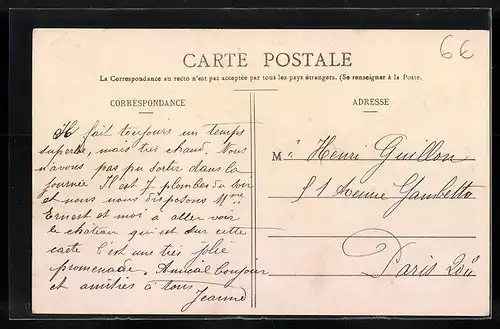 6€
CARTE POSTALE
La Correspondance au recto n'est pas acceptée par tous les pays étrangers. (Se renseigner à la Poste.
CORRESPONDANCE
ADRESSE
Il fait toujours un temps
superbe, mais très chaud. Nous
n'avons pas pu sortir dans la
journée Il est 7 plombes du soir
et nous nous disposons
Ernest et moi a aller voir
le château qui est sur cette
carte C'est une très jolie
promenade. Amical bonjour
et amitiés à tous
Jeanne
M Henri Guillon
51 Avenue Gambetta
Paris 20e